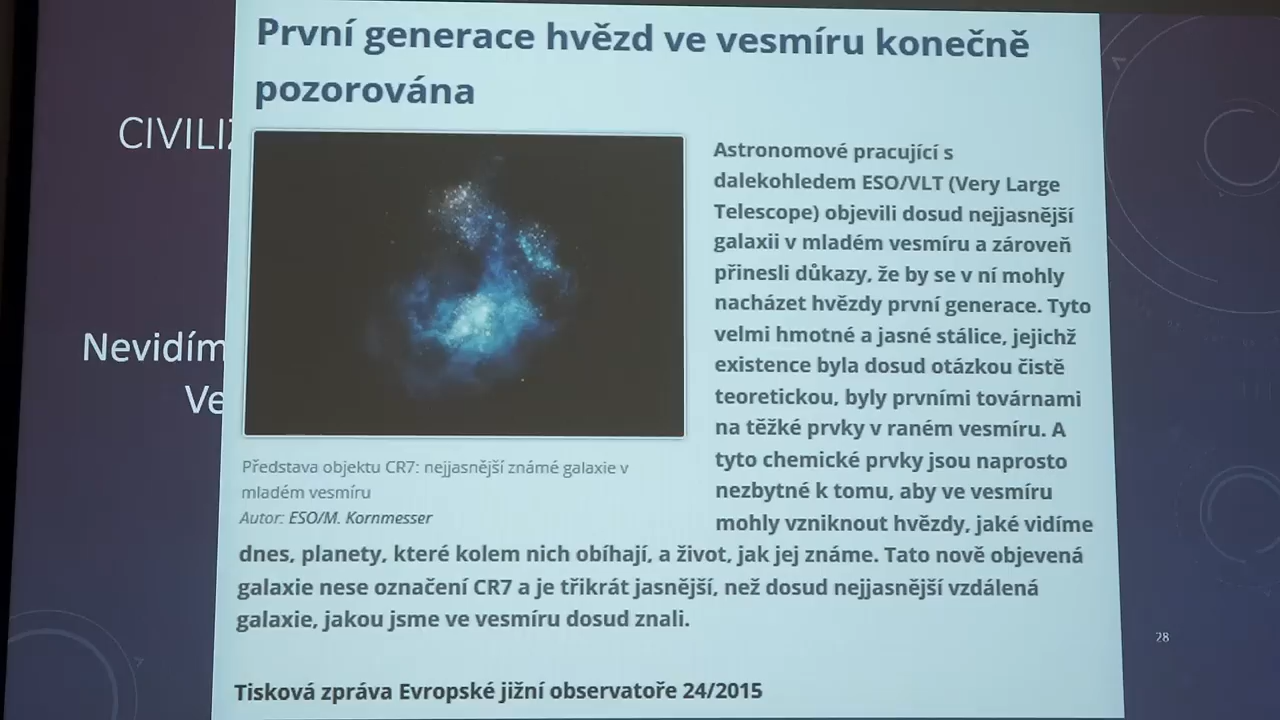 První generace hvězd ve vesmíru konečně
pozorována
CIVILIZ
Nevidím
Ve
Astronomové pracující s
dalekohledem ESO/VLT (Very Large
Telescope) objevili dosud nejjasnější
galaxii v mladém vesmíru a zároveň
přinesli důkazy, že by se v ní mohly
nacházet hvězdy první generace. Tyto
velmi hmotné a jasné stálice, jejichž
existence byla dosud otázkou čistě
teoretickou, byly prvními továrnami
na těžké prvky v raném vesmíru. A
tyto chemické prvky jsou naprosto
nezbytné k tomu, aby ve vesmíru
mohly vzniknout hvězdy, jaké vidíme
dnes, planety, které kolem nich obíhají, a život, jak jej známe. Tato nově objevená
galaxie nese označení CR7 a je třikrát jasnější, než dosud nejjasnější vzdálená
galaxie, jakou jsme ve vesmíru dosud znali.
Představa objektu CR7: nejjasnější známé galaxie v
mladém vesmíru
Autor: ESO/M. Kornmesser
Tisková zpráva Evropské jižní observatoře 24/2015
28